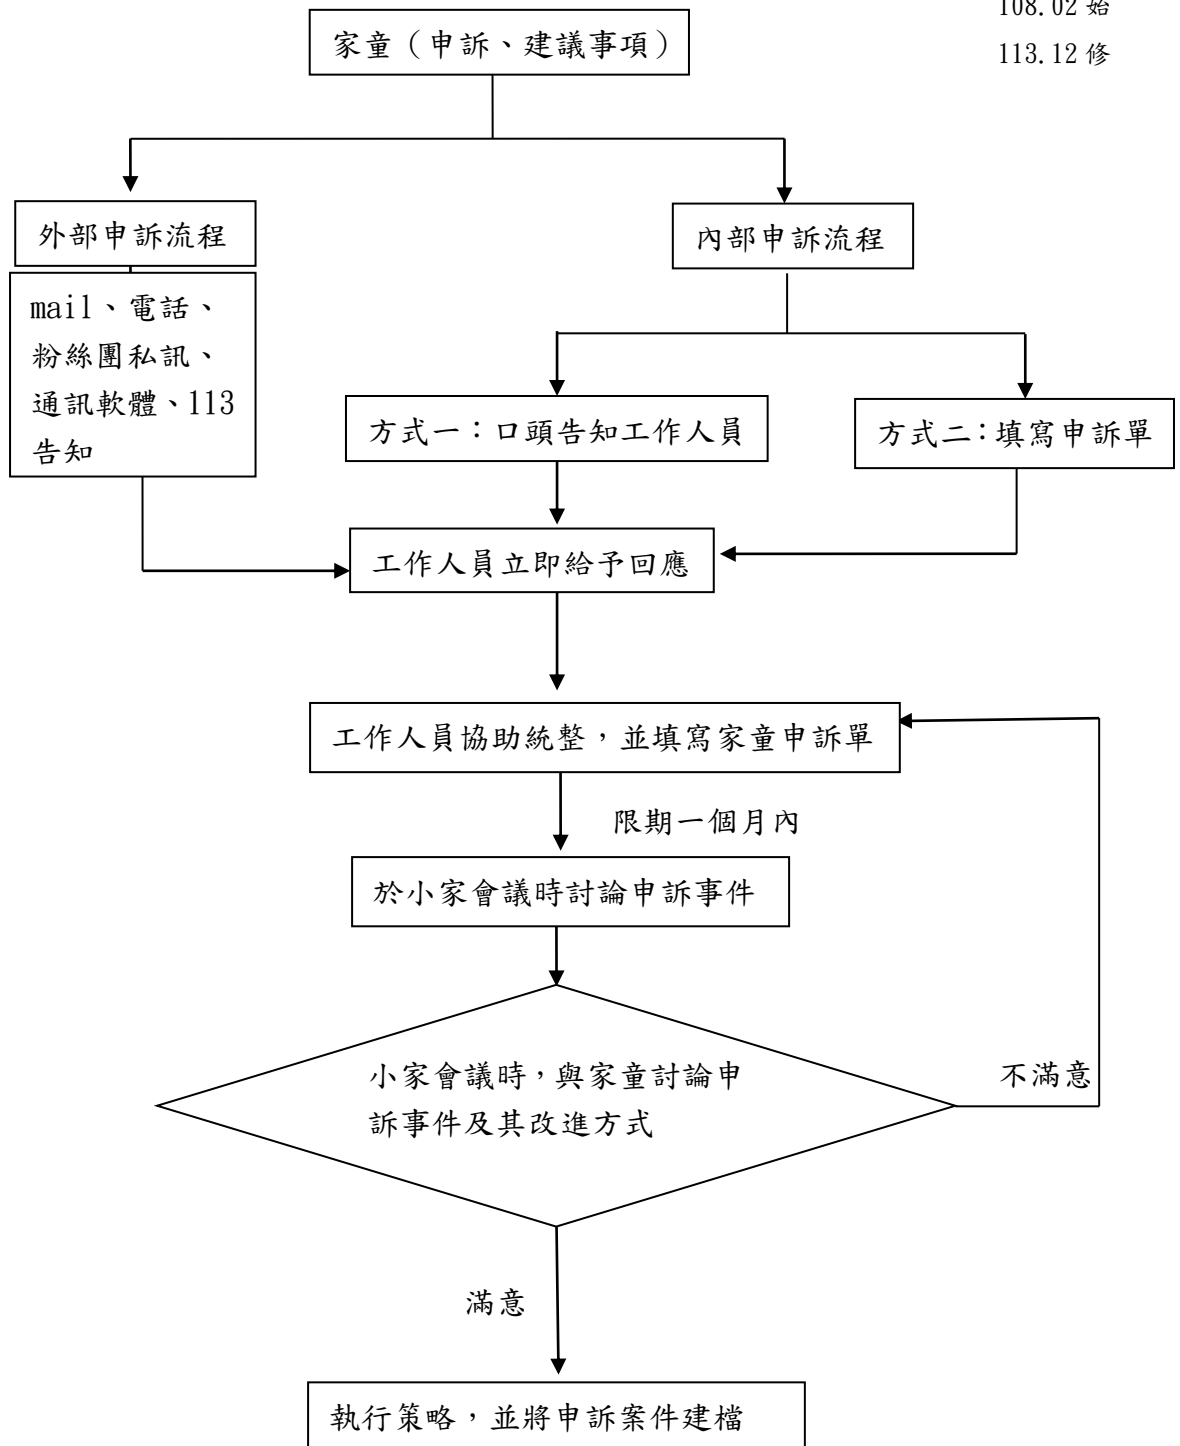 108.02 始
113.12 修
家童（申訴、建議事項）
外部申訴流程
內部申訴流程
mail、電話、
粉絲團私訊、
通訊軟體、113
告知
方式一：口頭告知工作人員
方式二：填寫申訴單
工作人員立即給予回應
工作人員協助統整，並填寫家童申訴單
限期一個月內
於小家會議時討論申訴事件
小家會議時，與家童討論申
訴事件及其改進方式
不滿意
滿意
執行策略，並將申訴案件建檔